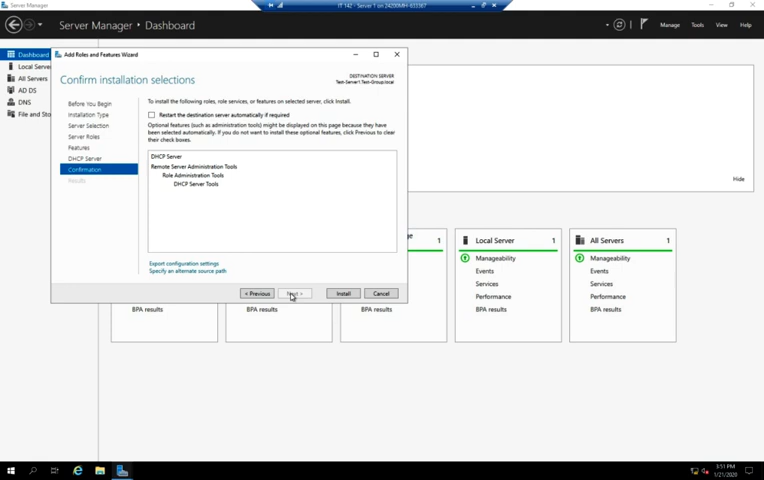 Server Manager
IT 142 - Server 1 on 24200MH-633367
Server Manager • Dashboard
Manage Tools View Help
Dashboard
Local Serve
All Servers
AD DS
DNS
File and Sto
Add Roles and Features Wizard
Confirm installation selections
DESTINATION SERVER
Test-Server1.Test-Group.local
Before You Begin
Installation Type
Server Selection
Server Roles
Features
DHCP Server
Confirmation
Results
To install the following roles, role services, or features on selected server, click Install.
Restart the destination server automatically if required
Optional features (such as administration tools) might be displayed on this page because they have
been selected automatically. If you do not want to install these optional features, click Previous to clear
their check boxes.
DHCP Server
Remote Server Administration Tools
Role Administration Tools
DHCP Server Tools
Export configuration settings
Specify an alternate source path
< Previous Next > Install Cancel
Hide
ge 1
Local Server 1
Manageability
Events
Services
Performance
BPA results
All Servers 1
Manageability
Events
Services
Performance
BPA results
BPA results
BPA results
BPA results
3:51 PM
1/21/2020